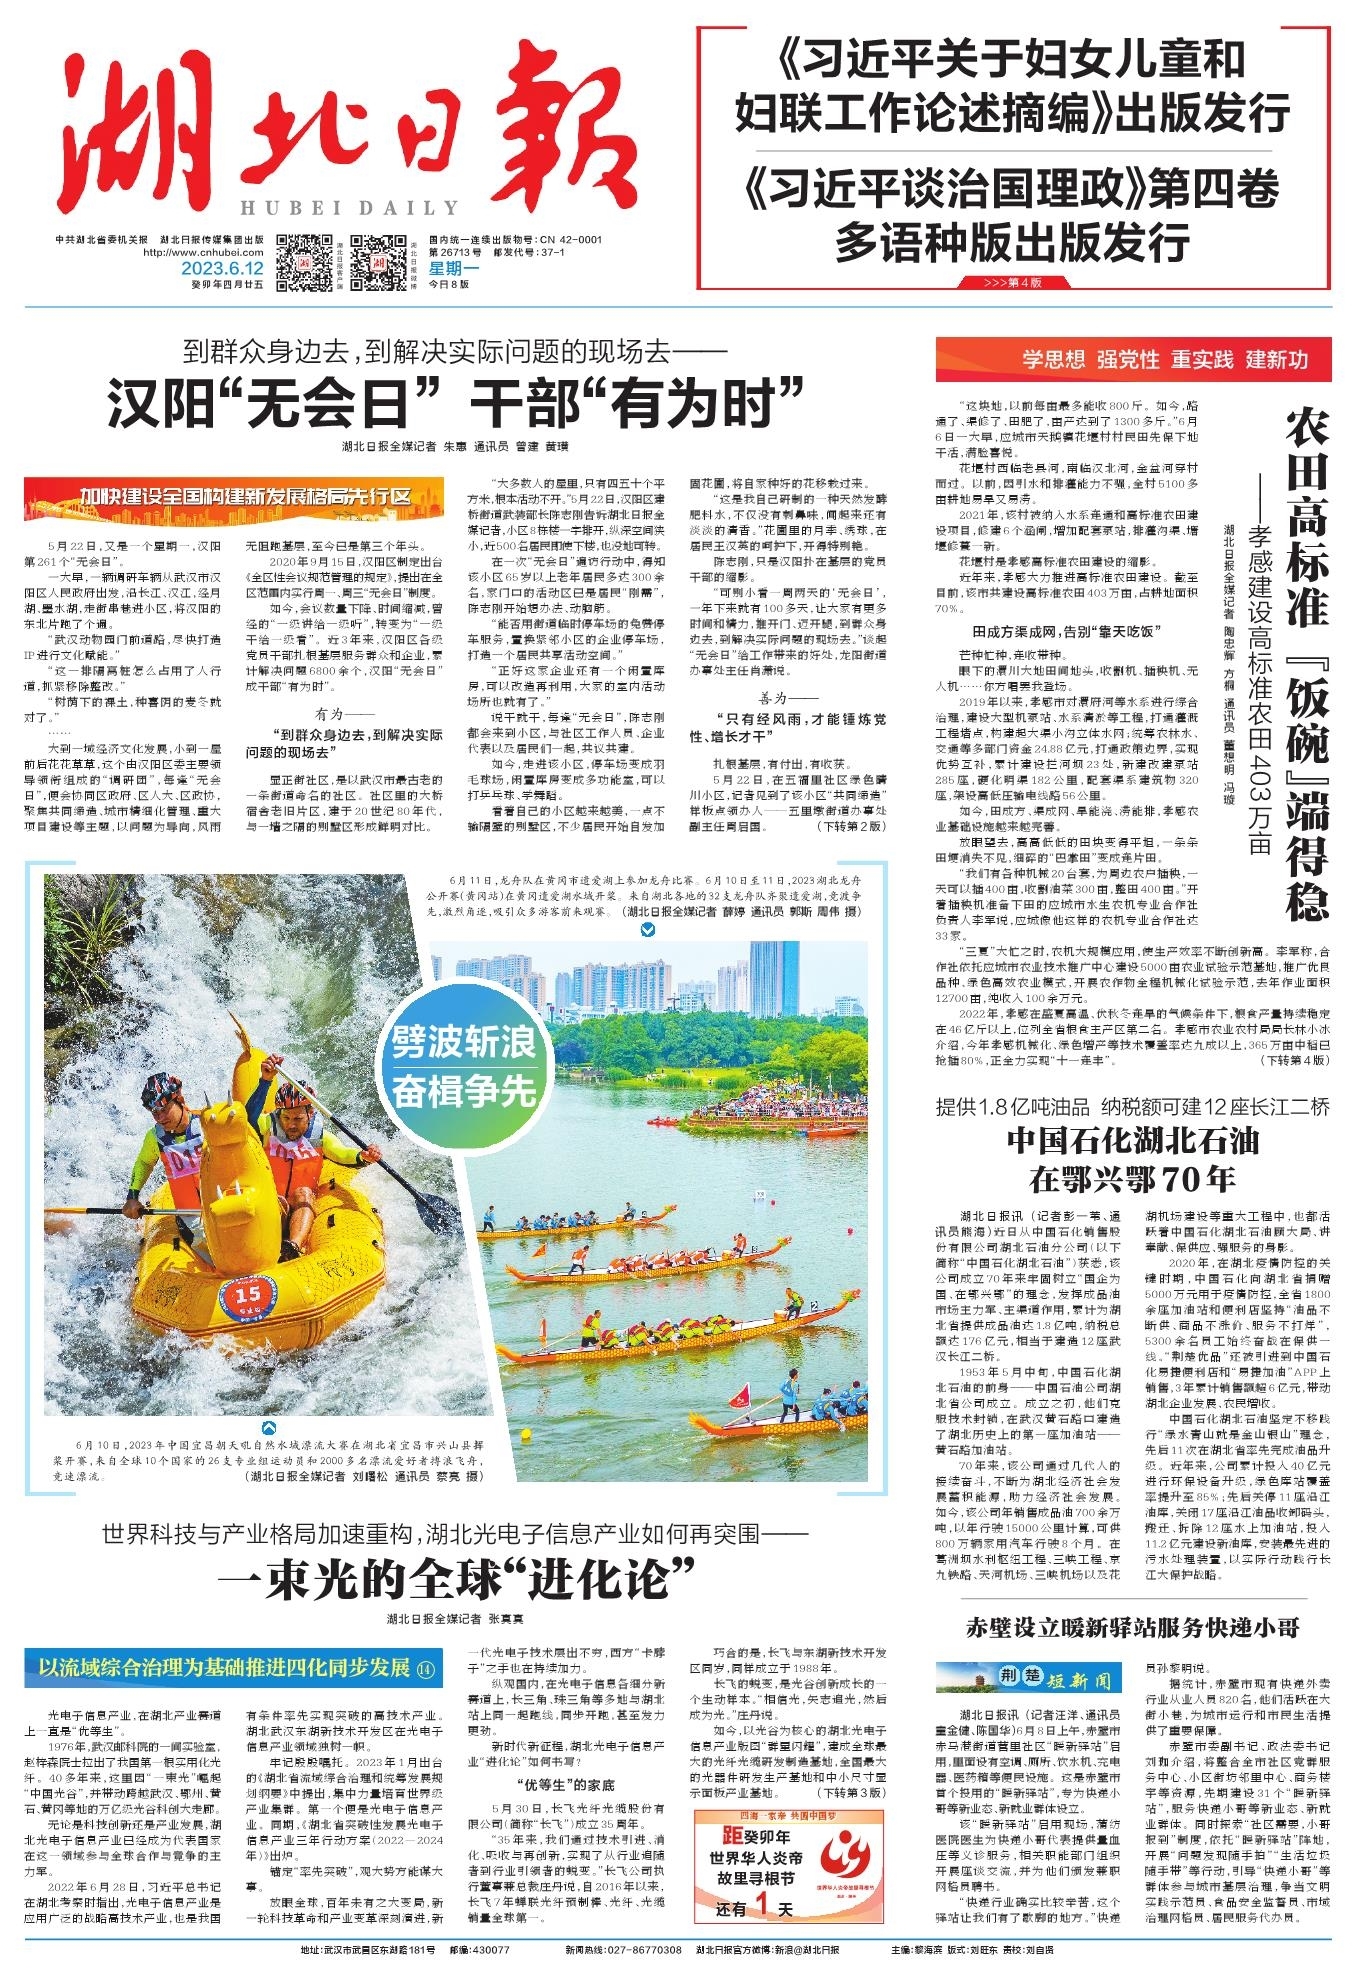 湖北日報
HUBEI DAILY
中共湖北省委机关报 湖北日报传媒集团出版
http://www.cnhubei.com
2023.6.12
癸卯年四月廿五
湖北日报客户端
湖北日报微博
国内统一连续出版物号:CN 42-0001
第26713号 邮发代号:37-1
星期一
今日8版
《习近平关于妇女儿童和
妇联工作论述摘编》出版发行
《习近平谈治国理政》第四卷
多语种版出版发行
>>>第4版
到群众身边去,到解决实际问题的现场去——
汉阳“无会日” 干部“有为时”
湖北日报全媒记者 朱惠 通讯员 曾建 黄璞
加快建设全国构建新发展格局先行区
5月22日,又是一个星期一,汉阳
第261个“无会日”。
一大早,一辆调研车辆从武汉市汉
阳区人民政府出发,沿长江、汉江,经月
湖、墨水湖,走街串巷进小区,将汉阳的
东北片跑了个遍。
“武汉动物园门前道路,尽快打造
IP进行文化赋能。”
“这一排隔离桩怎么占用了人行
道,抓紧移除整改。”
“树荫下的裸土,种喜阴的麦冬就
对了。”
……
大到一域经济文化发展,小到一屋
前后花花草草,这个由汉阳区委主要领
导领衔组成的“调研团”,每逢“无会
日”,便会协同区政府、区人大、区政协,
聚焦共同缔造、城市精细化管理、重大
项目建设等主题,以问题为导向,风雨
无阻跑基层,至今已是第三个年头。
2020年9月15日,汉阳区制定出台
《全区性会议规范管理的规定》,提出在全
区范围内实行周一、周三“无会日”制度。
如今,会议数量下降、时间缩减,曾
经的“一级讲给一级听”,转变为“一级
干给一级看”。近3年来,汉阳区各级
党员干部扎根基层服务群众和企业,累
计解决问题6800余个,汉阳“无会日”
成干部“有为时”。
有为——
“到群众身边去,到解决实际
问题的现场去”
显正街社区,是以武汉市最古老的
一条街道命名的社区。社区里的大桥
宿舍老旧片区,建于20世纪80年代,
与一墙之隔的别墅区形成鲜明对比。
“大多数人的屋里,只有四五十个平
方米,根本活动不开。”5月22日,汉阳区建
桥街道武装部长陈志刚告诉湖北日报全
媒记者,小区8栋楼一字排开,纵深空间狭
小,近500名居民即使下楼,也没地可转。
在一次“无会日”遍访行动中,得知
该小区65岁以上老年居民多达300余
名,家门口的活动区已是居民“刚需”,
陈志刚开始想办法、动脑筋。
“能否用街道临时停车场的免费停
车服务,置换紧邻小区的企业停车场,
打造一个居民共享活动空间。”
“正好这家企业还有一个闲置库
房,可以改造再利用,大家的室内活动
场所也就有了。”
说干就干,每逢“无会日”,陈志刚
都会来到小区,与社区工作人员、企业
代表以及居民们一起,共议共建。
如今,走进该小区,停车场变成羽
毛球场,闲置库房变成多功能室,可以
打乒乓球、学舞蹈。
看着自己的小区越来越美,一点不
输隔壁的别墅区,不少居民开始自发加
固花圃,将自家种好的花移栽过来。
“这是我自己研制的一种天然发酵
肥料水,不仅没有刺鼻味,闻起来还有
淡淡的清香。”花圃里的月季、绣球,在
居民王汉英的呵护下,开得特别艳。
陈志刚,只是汉阳扑在基层的党员
干部的缩影。
“可别小看一周两天的‘无会日’,
一年下来就有100多天,让大家有更多
时间和精力,推开门、迈开腿,到群众身
边去,到解决实际问题的现场去。”谈起
“无会日”给工作带来的好处,龙阳街道
办事处主任肖潇说。
善为——
“只有经风雨,才能锤炼党
性、增长才干”
扎根基层,有付出,有收获。
5月22日,在五福里社区绿色晴
川小区,记者见到了该小区“共同缔造”
样板点领办人——五里墩街道办事处
副主任周启国。 (下转第2版)
6月11日,龙舟队在黄冈市遗爱湖上参加龙舟比赛。6月10日至11日,2023湖北龙舟
公开赛(黄冈站)在黄冈遗爱湖水域开桨。来自湖北各地的32支龙舟队齐聚遗爱湖,竞渡争
先,激烈角逐,吸引众多游客前来观赛。(湖北日报全媒记者 薛婷 通讯员 郭斯 周伟 摄)
劈波斩浪
奋楫争先
15
6月10日,2023年中国宜昌朝天吼自然水域漂流大赛在湖北省宜昌市兴山县挥
桨开赛,来自全球10个国家的26支专业组运动员和2000多名漂流爱好者搏浪飞舟,
竞速漂流。 (湖北日报全媒记者 刘曙松 通讯员 蔡亮 摄)
世界科技与产业格局加速重构,湖北光电子信息产业如何再突围——
一束光的全球“进化论”
湖北日报全媒记者 张真真
以流域综合治理为基础推进四化同步发展⑭
光电子信息产业,在湖北产业赛道
上一直是“优等生”。
1976年,武汉邮科院的一间实验室,
赵梓森院士拉出了我国第一根实用化光
纤。40多年来,这里因“一束光”崛起
“中国光谷”,并带动跨越武汉、鄂州、黄
石、黄冈等地的万亿级光谷科创大走廊。
无论是科技创新还是产业发展,湖
北光电子信息产业已经成为代表国家
在这一领域参与全球合作与竞争的主
力军。
2022年6月28日,习近平总书记
在湖北考察时指出,光电子信息产业是
应用广泛的战略高技术产业,也是我国
有条件率先实现突破的高技术产业。
湖北武汉东湖新技术开发区在光电子
信息产业领域独树一帜。
牢记殷殷嘱托。2023年1月出台
的《湖北省流域综合治理和统筹发展规
划纲要》中提出,集中力量培育世界级
产业集群。第一个便是光电子信息产
业。同期,《湖北省突破性发展光电子
信息产业三年行动方案(2022—2024
年)》出炉。
锚定“率先突破”,观大势方能谋大
事。
放眼全球,百年未有之大变局,新
一轮科技革命和产业变革深刻演进,新
一代光电子技术层出不穷,西方“卡脖
子”之手也在持续加力。
纵观国内,在光电子信息各细分新
赛道上,长三角、珠三角等多地与湖北
站上同一起跑线,同步开跑,甚至发力
更劲。
新时代新征程,湖北光电子信息产
业“进化论”如何书写?
“优等生”的家底
5月30日,长飞光纤光缆股份有
限公司(简称“长飞”)成立35周年。
“35年来,我们通过技术引进、消
化、吸收与再创新,实现了从行业追随
者到行业引领者的蜕变。”长飞公司执
行董事兼总裁庄丹说,自2016年以来,
长飞7年蝉联光纤预制棒、光纤、光缆
销量全球第一。
巧合的是,长飞与东湖新技术开发
区同岁,同样成立于1988年。
长飞的蜕变,是光谷创新成长的一
个生动样本。“相信光,矢志追光,然后
成为光。”庄丹说。
如今,以光谷为核心的湖北光电子
信息产业版图“群星闪耀”,建成全球最
大的光纤光缆研发制造基地,全国最大
的光器件研发生产基地和中小尺寸显
示面板产业基地。 (下转第3版)
四海一家亲 共圆中国梦
距癸卯年
世界华人炎帝
故里寻根节
还有1天
世界华人炎帝故里寻根节
学思想 强党性 重实践 建新功
农田高标准 『饭碗』端得稳
——孝感建设高标准农田403万亩
湖北日报全媒记者 陶忠辉 方桐 通讯员 董想明 冯璇
“这块地,以前每亩最多能收800斤。如今,路
通了、渠修了、田肥了,亩产达到了1300多斤。”6月
6日一大早,应城市天鹅镇花堰村村民田先保下地
干活,满脸喜悦。
花堰村西临老县河,南临汉北河,金盆河穿村
而过。以前,因引水和排灌能力不强,全村5100多
亩耕地易旱又易涝。
2021年,该村被纳入水系连通和高标准农田建
设项目,修建6个涵闸,增加配套泵站,排灌沟渠、塘
堰修葺一新。
花堰村是孝感高标准农田建设的缩影。
近年来,孝感大力推进高标准农田建设。截至
目前,该市共建设高标准农田403万亩,占耕地面积
70%。
田成方渠成网,告别“靠天吃饭”
芒种忙种,连收带种。
眼下的澴川大地田间地头,收割机、插秧机、无
人机……你方唱罢我登场。
2019年以来,孝感市对澴府河等水系进行综合
治理,建设大型机泵站、水系清淤等工程,打通灌溉
工程堵点,构建起大渠小沟立体水网;统筹农林水、
交通等多部门资金24.88亿元,打通政策边界,实现
优势互补,累计建设拦河坝23处,新建改建泵站
285座,硬化明渠182公里,配套渠系建筑物320
座,架设高低压输电线路56公里。
如今,田成方、渠成网、旱能浇、涝能排,孝感农
业基础设施越来越完善。
放眼望去,高高低低的田块变得平坦,一条条
田埂消失不见,细碎的“巴掌田”变成连片田。
“我们有各种机械20台套,为周边农户插秧,一
天可以插400亩,收割油菜300亩,整田400亩。”开
着插秧机准备下田的应城市水生农机专业合作社
负责人李军说,应城像他这样的农机专业合作社达
33家。
“三夏”大忙之时,农机大规模应用,使生产效率不断创新高。李军称,合
作社依托应城市农业技术推广中心建设5000亩农业试验示范基地,推广优良
品种、绿色高效农业模式,开展农作物全程机械化试验示范,去年作业面积
12700亩,纯收入100余万元。
2022年,孝感在盛夏高温、伏秋冬连旱的气候条件下,粮食产量持续稳定
在46亿斤以上,位列全省粮食主产区第二名。孝感市农业农村局局长林小冰
介绍,今年孝感机械化、绿色增产等技术覆盖率达九成以上,365万亩中稻已
抢插80%,正全力实现“十一连丰”。 (下转第4版)
提供1.8亿吨油品 纳税额可建12座长江二桥
中国石化湖北石油
在鄂兴鄂70年
湖北日报讯 (记者彭一苇、通
讯员熊海)近日从中国石化销售股
份有限公司湖北石油分公司(以下
简称“中国石化湖北石油”)获悉,该
公司成立70年来牢固树立“国企为
国、在鄂兴鄂”的理念,发挥成品油
市场主力军、主渠道作用,累计为湖
北省提供成品油达1.8亿吨,纳税总
额达176亿元,相当于建造12座武
汉长江二桥。
1953年5月中旬,中国石化湖
北石油的前身——中国石油公司湖
北省公司成立。成立之初,他们克
服技术封锁,在武汉黄石路口建造
了湖北历史上的第一座加油站——
黄石路加油站。
70年来,该公司通过几代人的
接续奋斗,不断为湖北经济社会发
展蓄积能源,助力经济社会发展。
如今,该公司年销售成品油700余万
吨,以年行驶15000公里计算,可供
800万辆家用汽车行驶8个月。在
葛洲坝水利枢纽工程、三峡工程、京
九铁路、天河机场、三峡机场以及花
湖机场建设等重大工程中,也都活
跃着中国石化湖北石油顾大局、讲
奉献、保供应、强服务的身影。
2020年,在湖北疫情防控的关
键时期,中国石化向湖北省捐赠
5000万元用于疫情防控,全省1800
余座加油站和便利店坚持“油品不
断供、商品不涨价、服务不打烊”,
5300余名员工始终奋战在保供一
线。“荆楚优品”还被引进到中国石
化易捷便利店和“易捷加油”APP上
销售,3年累计销售额超6亿元,带动
湖北企业发展、农民增收。
中国石化湖北石油坚定不移践
行“绿水青山就是金山银山”理念,
先后11次在湖北省率先完成油品升
级。近年来,公司累计投入40亿元
进行环保设备升级,绿色库站覆盖
率提升至85%;先后关停11座沿江
油库,关闭17座沿江油品收卸码头,
搬迁、拆除12座水上加油站,投入
11.2亿元建设新油库,安装最先进的
污水处理装置,以实际行动践行长
江大保护战略。
赤壁设立暖新驿站服务快递小哥
荆楚短新闻
湖北日报讯 (记者汪洋、通讯员
童金健、陈国华)6月8日上午,赤壁市
赤马港街道营里社区“暖新驿站”启
用,里面设有空调、厕所、饮水机、充电
器、医药箱等便民设施。这是赤壁市
首个投用的“暖新驿站”,专为快递小
哥等新业态、新就业群体设立。
该“暖新驿站”启用现场,蒲纺
医院医生为快递小哥代表提供量血
压等义诊服务,相关职能部门组织
开展座谈交流,并为他们颁发兼职
网格员聘书。
“快递行业确实比较辛苦,这个
驿站让我们有了歇脚的地方。”快递
员孙黎明说。
据统计,赤壁市现有快递外卖
行业从业人员820名,他们活跃在大
街小巷,为城市运行和市民生活提
供了重要保障。
赤壁市委副书记、政法委书记
刘珈介绍,将整合全市社区党群服
务中心、小区街坊邻里中心、商务楼
宇等资源,先期建设31个“暖新驿
站”,服务快递小哥等新业态、新就
业群体。同时探索“社区需要,小哥
报到”制度,依托“暖新驿站”阵地,
开展“问题发现随手拍”“生活垃圾
随手带”等行动,引导“快递小哥”等
群体参与城市基层治理,争当文明
实践示范员、食品安全监督员、市域
治理网格员、居民服务代办员。
地址:武汉市武昌区东湖路181号 邮编:430077 新闻热线:027-86770308 湖北日报官方微博:新浪@湖北日报 主编:黎海滨 版式:刘旺东 责校:刘自贤